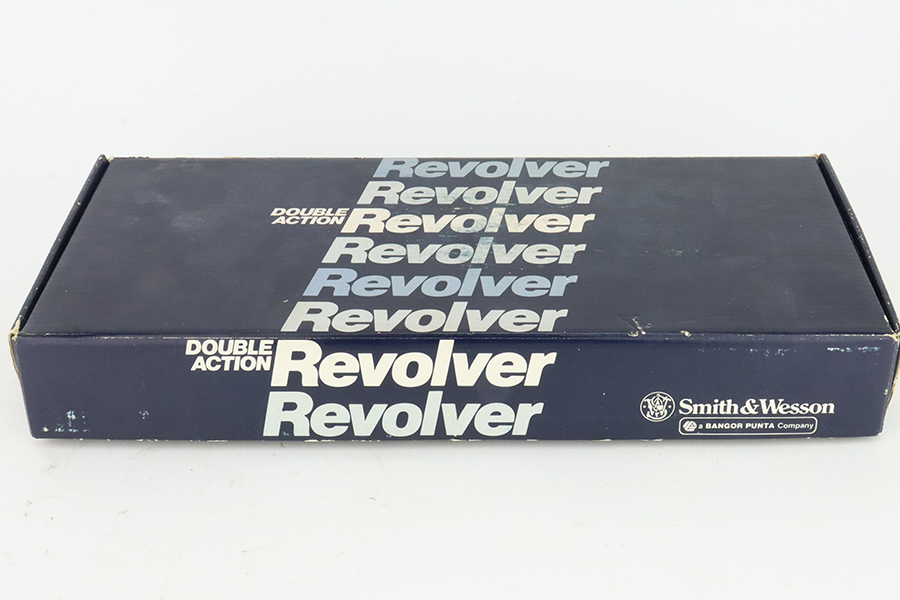 Revolver
Revolver
DOUBLE ACTION Revolver
Revolver
Revolver
Revolver
DOUBLE ACTION Revolver
Revolver
Smith & Wesson
a BANGOR PUNTA Company